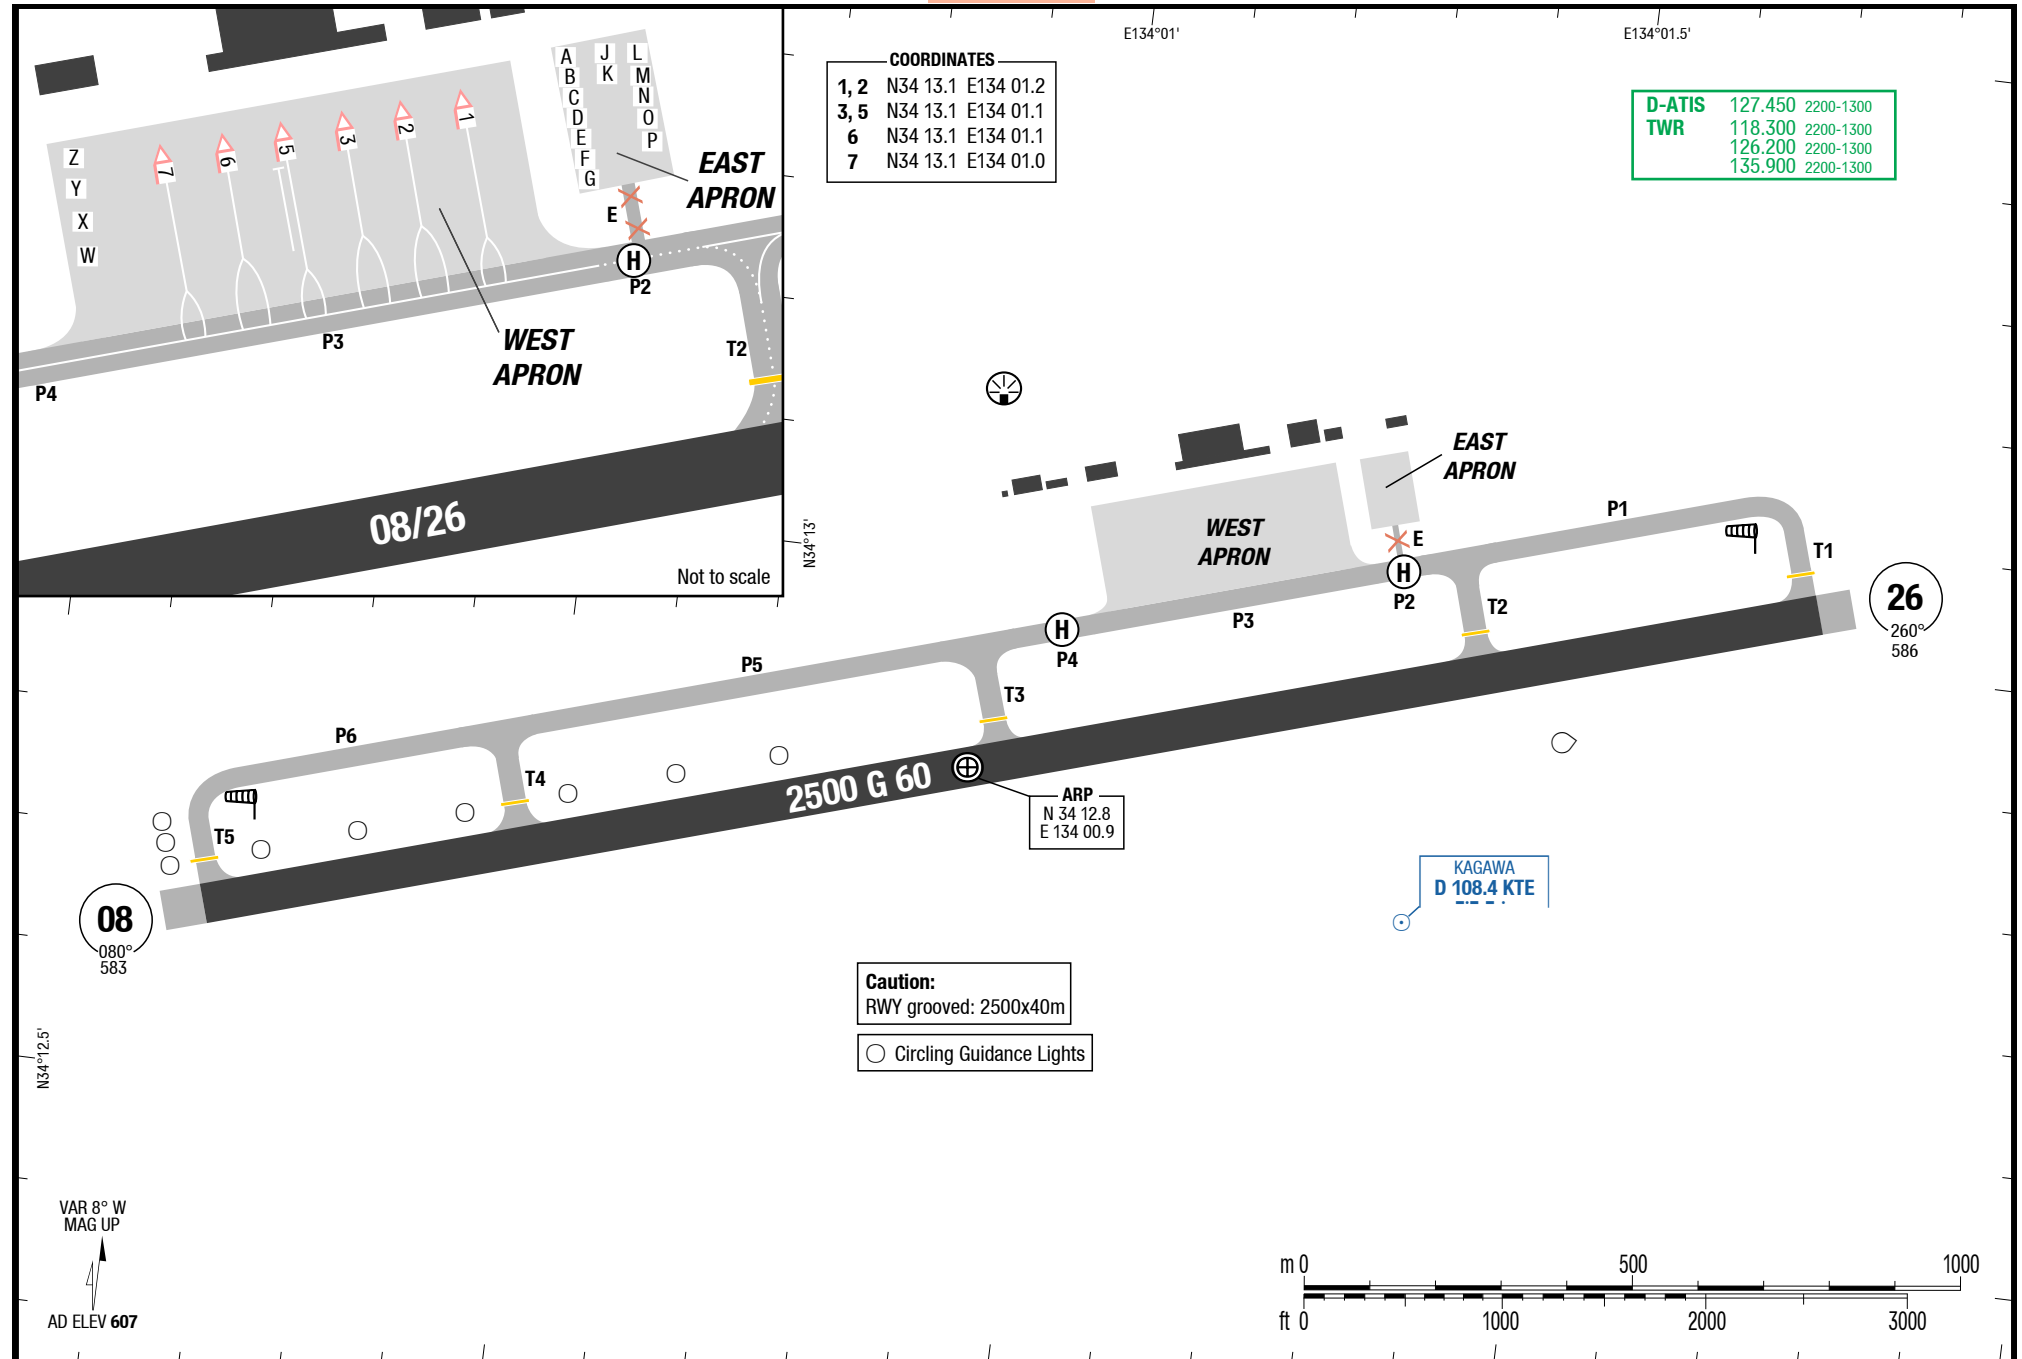 A
B
C
D
E
F
G
J
K
L
M
N
O
P
Z
Y
X
W
7
6
5
3
2
1
EAST
APRON
E
H
P2
WEST
APRON
P3
T2
P4
08/26
Not to scale
COORDINATES
1, 2 N34 13.1 E134 01.2
3, 5 N34 13.1 E134 01.1
6 N34 13.1 E134 01.1
7 N34 13.1 E134 01.0
E134°01'
E134°01.5'
D-ATIS 127.450 2200-1300
TWR 118.300 2200-1300
126.200 2200-1300
135.900 2200-1300
N34°13'
EAST
APRON
WEST
APRON
E
P1
T1
H
P2
T2
26
260°
586
P3
H
P4
P5
T3
P6
T4
T5
2500 G 60
ARP
N 34 12.8
E 134 00.9
08
080°
583
KAGAWA
D 108.4 KTE
Caution:
RWY grooved: 2500x40m
Circling Guidance Lights
N34°12.5'
VAR 8° W
MAG UP
AD ELEV 607
m 0 500 1000
ft 0 1000 2000 3000